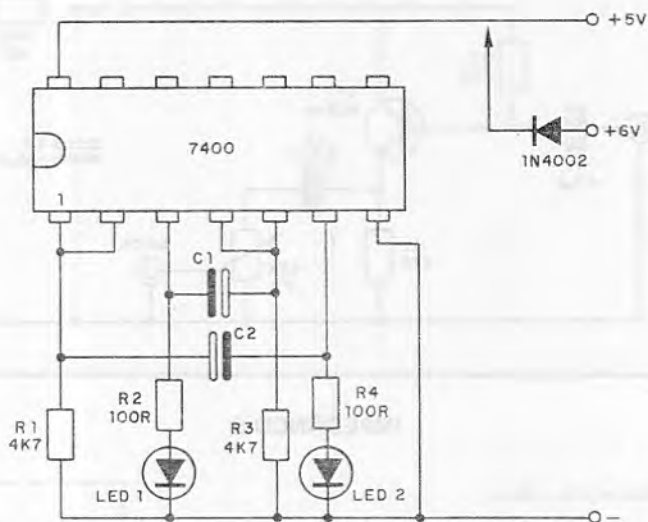 +5V
+6V
1N4002
7400
1
C1
C2
R1
4K7
R2
100R
R3
4K7
R4
100R
LED 1
LED 2
–